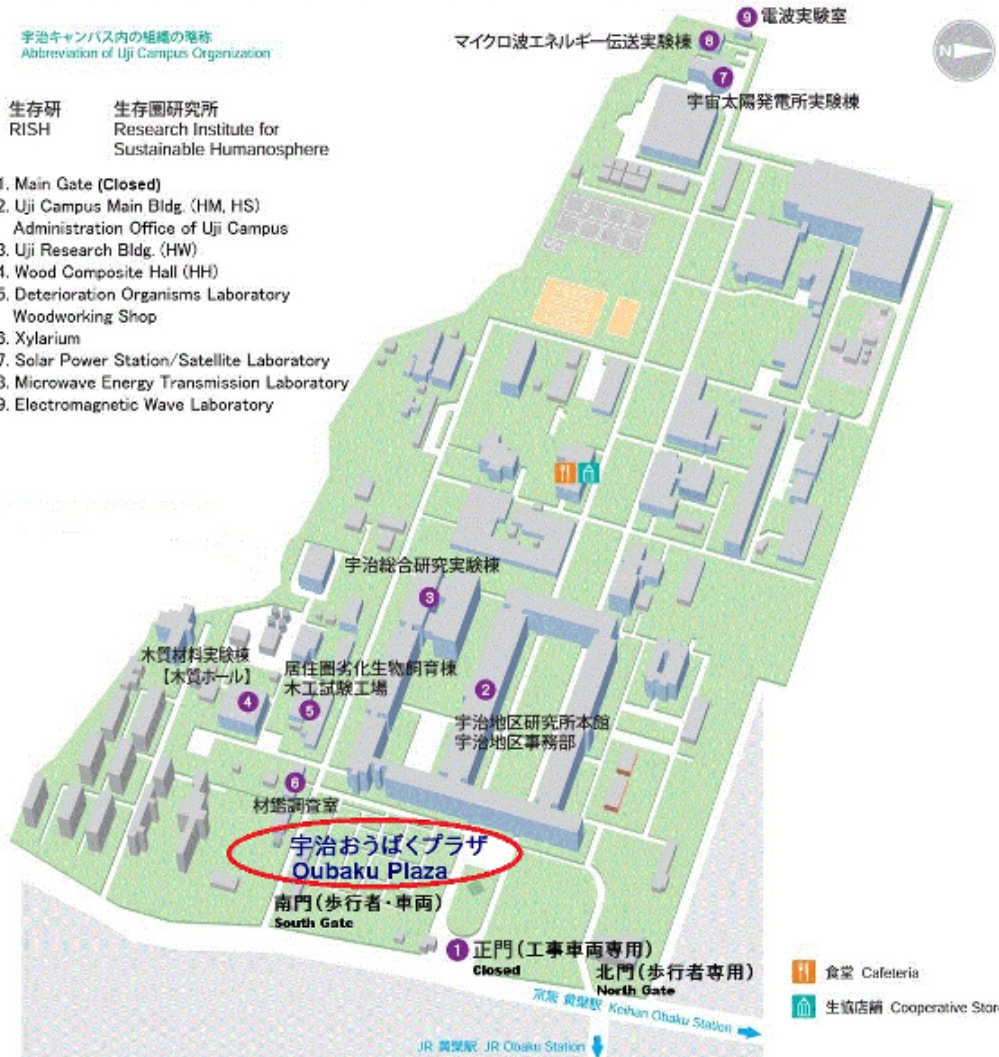 宇治キャンパス内の組織の略称
Abbreviation of Uji Campus Organization
生存研 生存圏研究所
RISH Research Institute for
Sustainable Humanosphere
1. Main Gate (Closed)
2. Uji Campus Main Bldg. (HM, HS)
Administration Office of Uji Campus
3. Uji Research Bldg. (HW)
4. Wood Composite Hall (HH)
5. Deterioration Organisms Laboratory
Woodworking Shop
6. Xylarium
7. Solar Power Station/Satellite Laboratory
8. Microwave Energy Transmission Laboratory
9. Electromagnetic Wave Laboratory
9 電波実験室
マイクロ波エネルギー伝送実験棟 8
7
宇宙太陽発電所実験棟
N
宇治総合研究実験棟
3
木質材料実験棟
【木質ホール】
4
居住圏劣化生物飼育棟
木工試験工場
5
2
宇治地区研究所本館
宇治地区事務部
6
材鑑調査室
宇治おうばくプラザ
Oubaku Plaza
南門(歩行者・車両)
South Gate
1 正門(工事車両専用)
Closed
北門(歩行者専用)
North Gate
京阪 黄檗駅 Keihan Obaku Station
JR 黄檗駅 JR Obaku Station
食堂 Cafeteria
生協店舗 Cooperative Stor